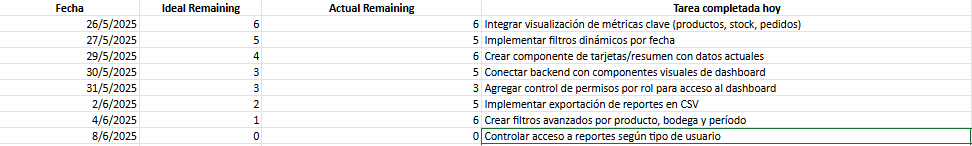 Fecha Ideal Remaining Actual Remaining Tarea completada hoy
26/5/2025 6 6 Integrar visualización de métricas clave (productos, stock, pedidos)
27/5/2025 5 5 Implementar filtros dinámicos por fecha
29/5/2025 4 6 Crear componente de tarjetas/resumen con datos actuales
30/5/2025 3 5 Conectar backend con componentes visuales de dashboard
31/5/2025 3 3 Agregar control de permisos por rol para acceso al dashboard
2/6/2025 2 5 Implementar exportación de reportes en CSV
4/6/2025 1 6 Crear filtros avanzados por producto, bodega y período
8/6/2025 0 0 Controlar acceso a reportes según tipo de usuario